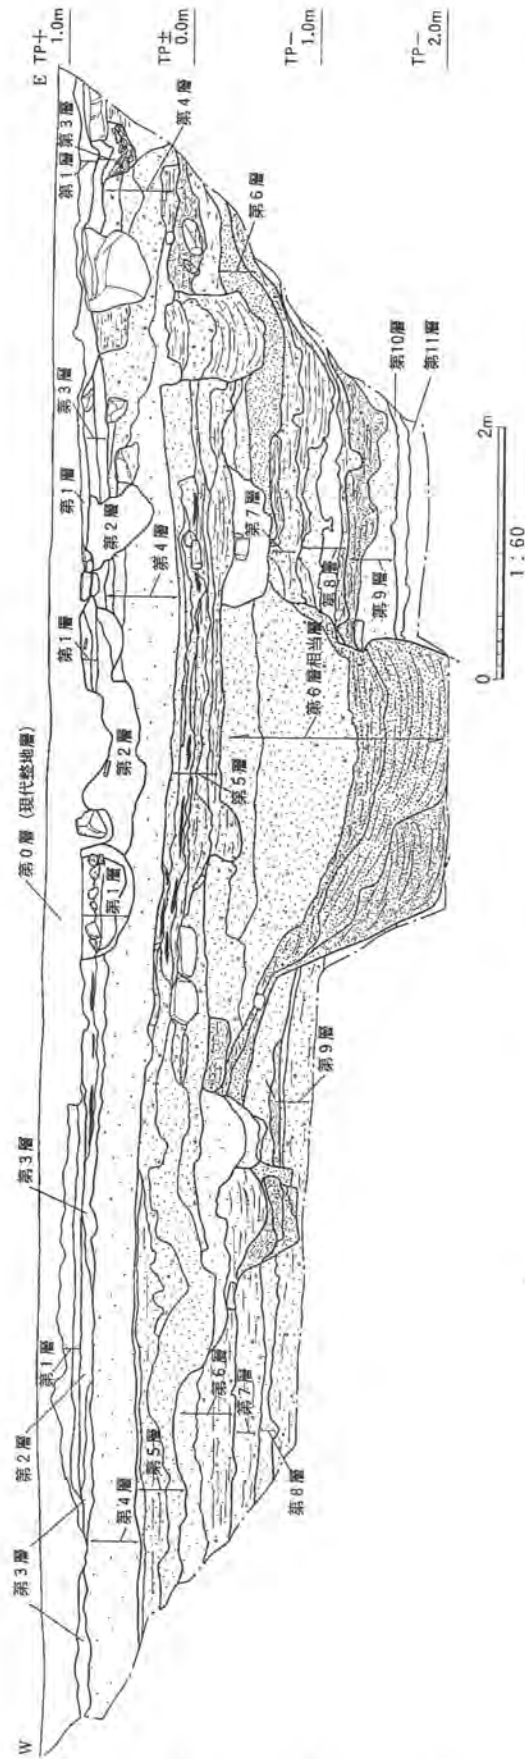 W
E
TP+
1.0m
TP±
0.0m
TP−
1.0m
TP−
2.0m
第0層 (現代整地層)
第3層
第2層
第1層
第3層
第1層
第1層
第1層
第3層
第1層
第3層
第2層
第2層
第4層
第4層
第4層
第5層
第5層
第6層
第6層
第6層相当層
第7層
第7層
第8層
第8層
第9層
第9層
第10層
第11層
0
2m
1:60